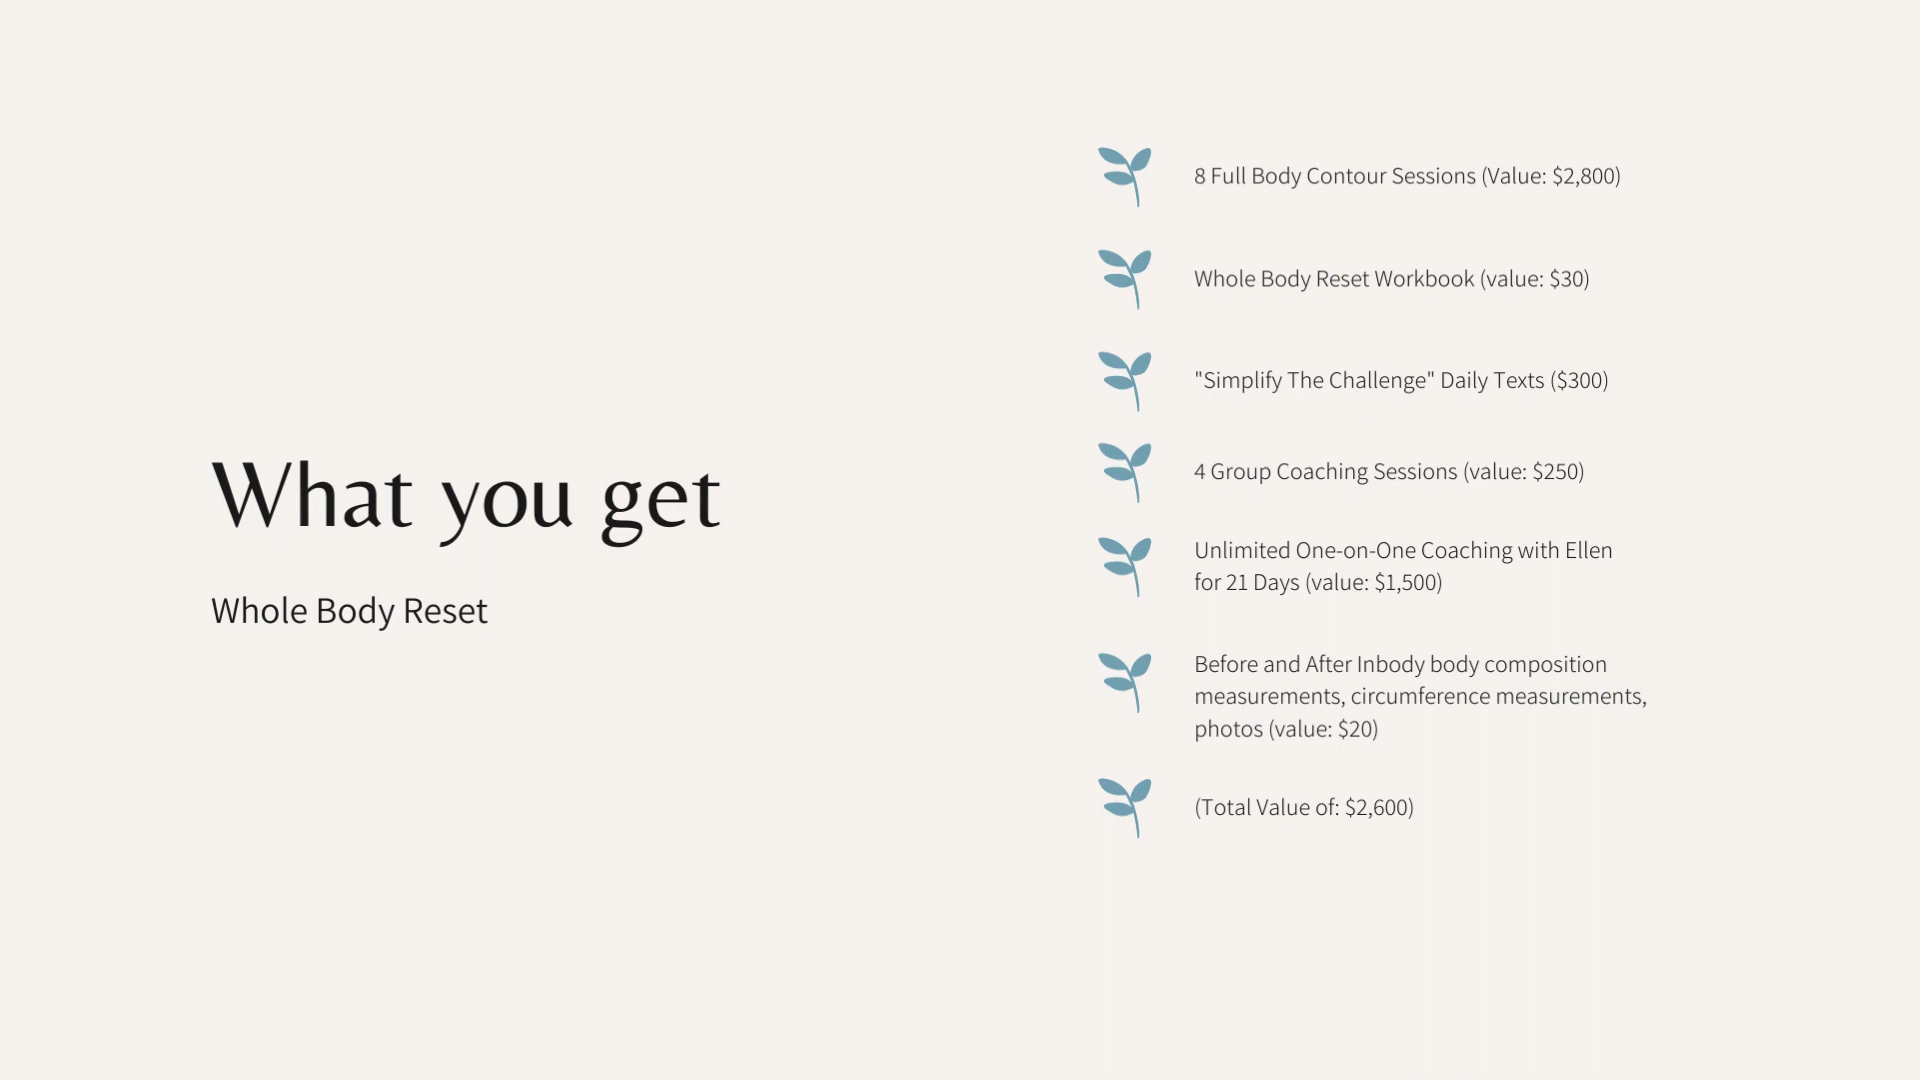 What you get
Whole Body Reset
8 Full Body Contour Sessions (Value: $2,800)
Whole Body Reset Workbook (value: $30)
"Simplify The Challenge" Daily Texts ($300)
4 Group Coaching Sessions (value: $250)
Unlimited One-on-One Coaching with Ellen
for 21 Days (value: $1,500)
Before and After Inbody body composition
measurements, circumference measurements,
photos (value: $20)
(Total Value of: $2,600)